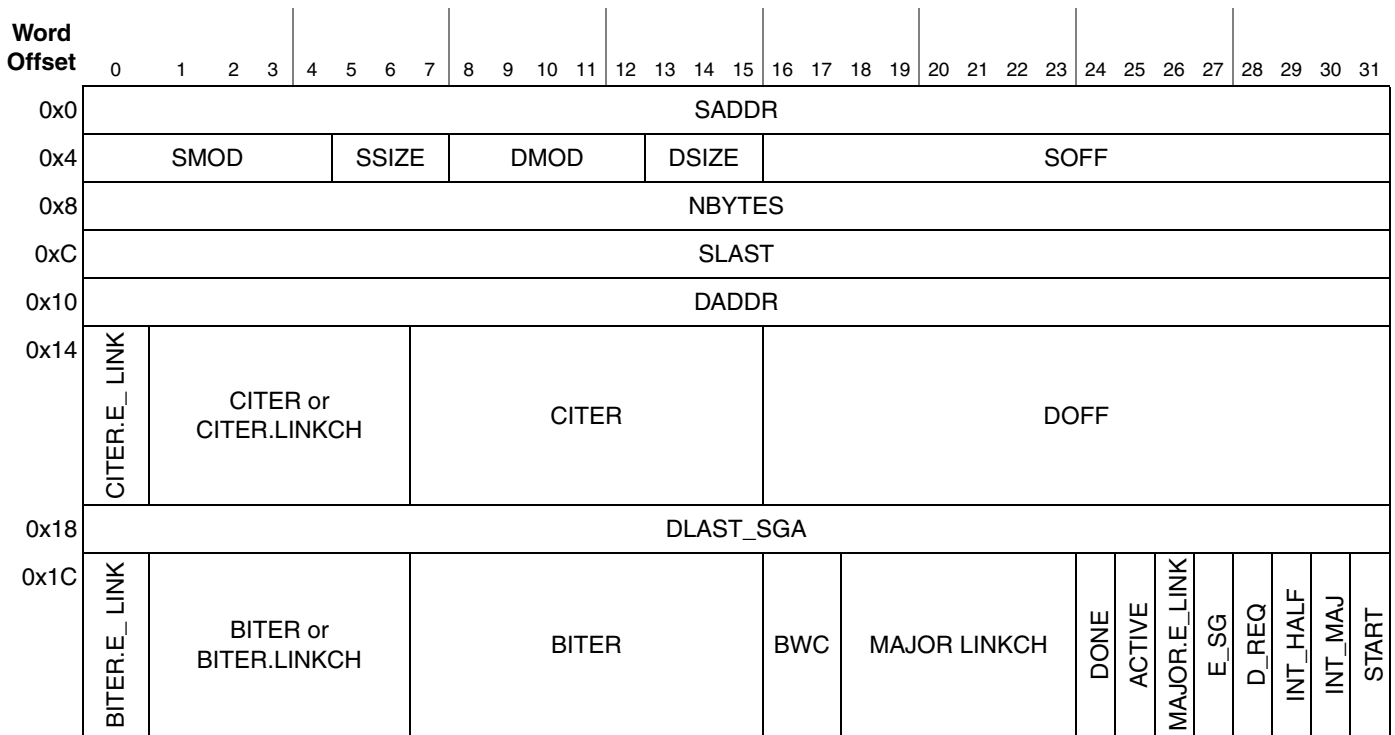 Word
Offset 0 1 2 3 4 5 6 7 8 9 10 11 12 13 14 15 16 17 18 19 20 21 22 23 24 25 26 27 28 29 30 31
0x0 SADDR
0x4 SMOD SSIZE DMOD DSIZE SOFF
0x8 NBYTES
0xC SLAST
0x10 DADDR
0x14 CITER.E_ LINK
CITER or
CITER.LINKCH
CITER
DOFF
0x18 DLAST_SGA
0x1C BITER.E_ LINK
BITER or
BITER.LINKCH
BITER
BWC
MAJOR LINKCH
DONE
ACTIVE
MAJOR.E_LINK
E_SG
D_REQ
INT_HALF
INT_MAJ
START